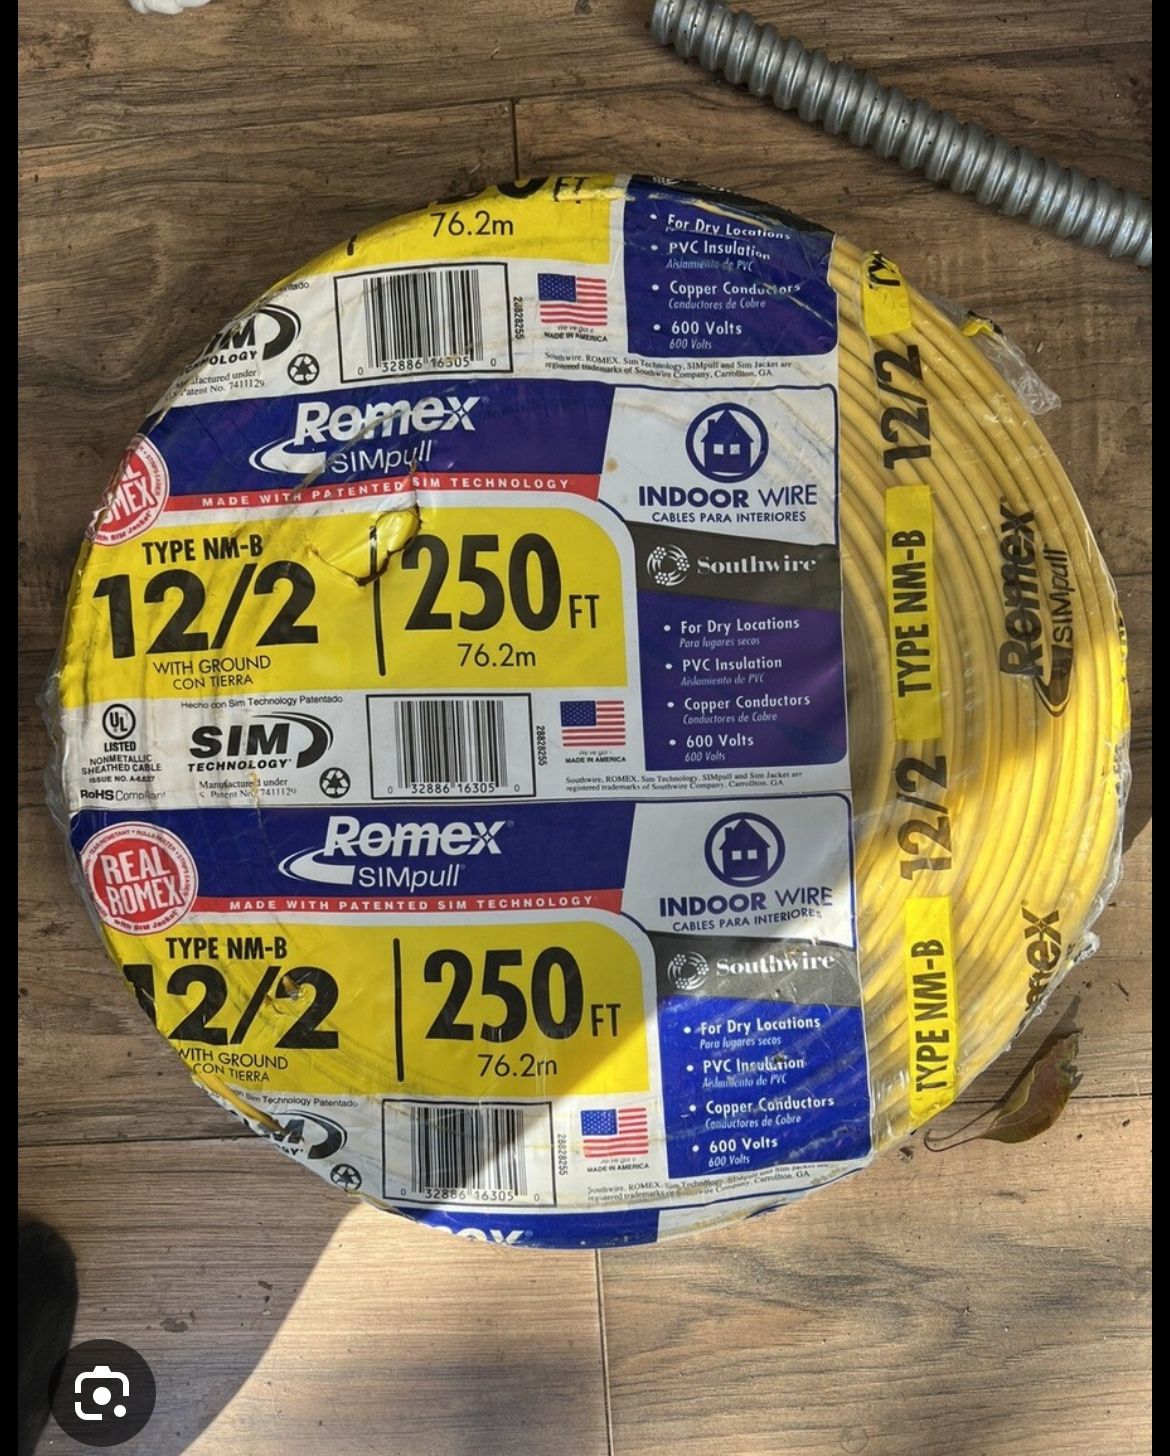 FT
76.2m
For Dry Locations
PVC Insulation
Aislamiento de PVC
Copper Conductors
Conductores de Cobre
600 Volts
600 Volts
MADE IN AMERICA
28828255
0 32886 16305 0
Southwire, ROMEX, Sim Technology, SIMpull and Sim Jacket are
registered trademarks of Southwire Company, Carrollton, GA
Romex
SIMpull
MADE WITH PATENTED SIM TECHNOLOGY
INDOOR WIRE
CABLES PARA INTERIORES
Southwire
TYPE NM-B
12/2
WITH GROUND
CON TIERRA
250 FT
76.2m
For Dry Locations
Para lugares secos
PVC Insulation
Aislamiento de PVC
Copper Conductors
Conductores de Cobre
600 Volts
600 Volts
Hecho con Sim Technology Patentado
UL
LISTED
NONMETALLIC
SHEATHED CABLE
RoHS Compliant
SIM
TECHNOLOGY
Manufactured under
0 32886 16305 0
28828255
MADE IN AMERICA
Southwire, ROMEX, Sim Technology, SIMpull and Sim Jacket are
registered trademarks of Southwire Company, Carrollton, GA
REAL
ROMEX
with Sim Jacket
Romex
SIMpull
MADE WITH PATENTED SIM TECHNOLOGY
INDOOR WIRE
CABLES PARA INTERIORES
Southwire
TYPE NM-B
12/2
WITH GROUND
CON TIERRA
250 FT
76.2m
For Dry Locations
Para lugares secos
PVC Insulation
Aislamiento de PVC
Copper Conductors
Conductores de Cobre
600 Volts
600 Volts
Sim Technology Patentado
0 32886 16305 0
28828255
MADE IN AMERICA
12/2
TYPE NM-B
12/2
TYPE NM-B
Romex
SIMpull